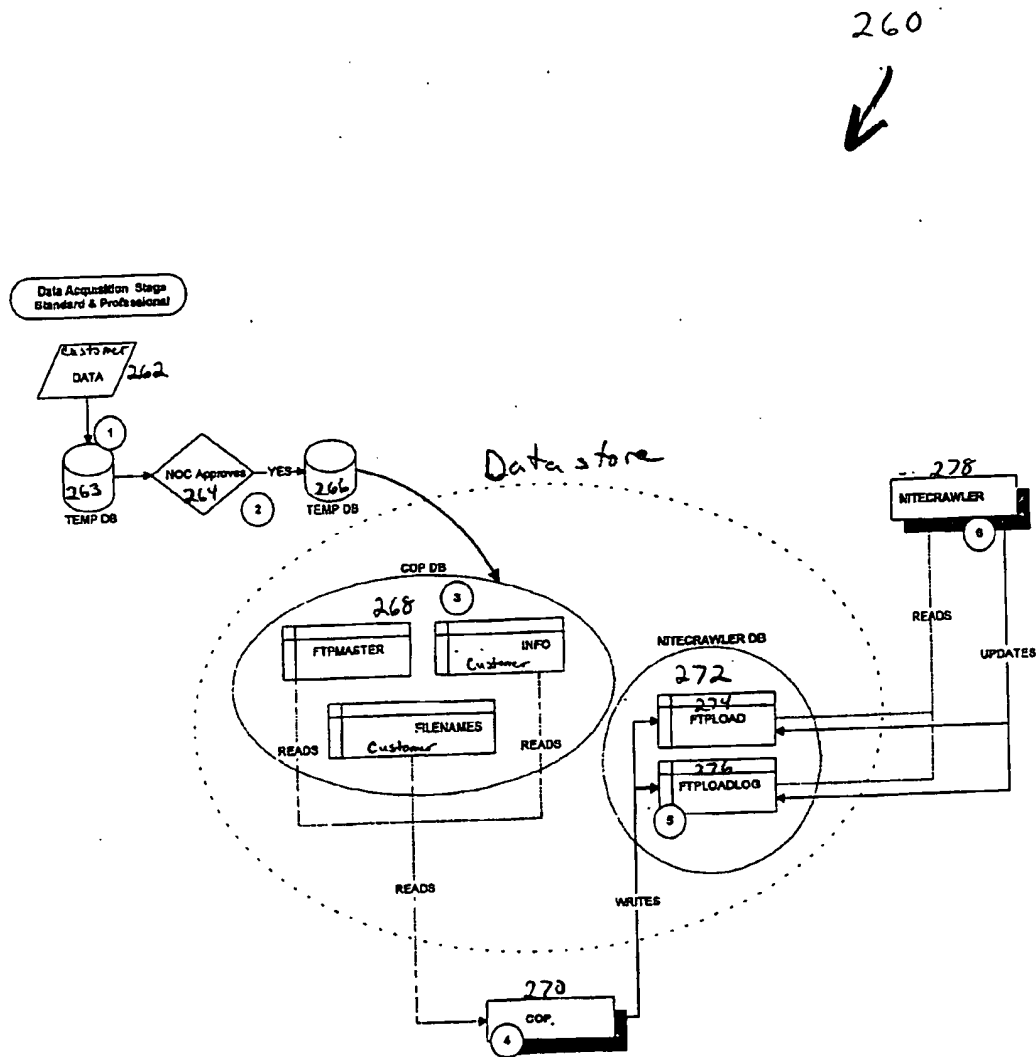 260
Data Acquisition Stage
Standard & Professional
Customer
DATA
262
1
263
TEMP DB
NOC Approves
264
2
YES
266
TEMP DB
Data store
278
NITECRAWLER
6
READS
UPDATES
COP DB
268
3
FTPMASTER
INFO
Customer
FILENAMES
Customer
READS
READS
NITECRAWLER DB
272
274
FTPLOAD
276
FTPLOADLOG
5
READS
WRITES
270
COP.
4